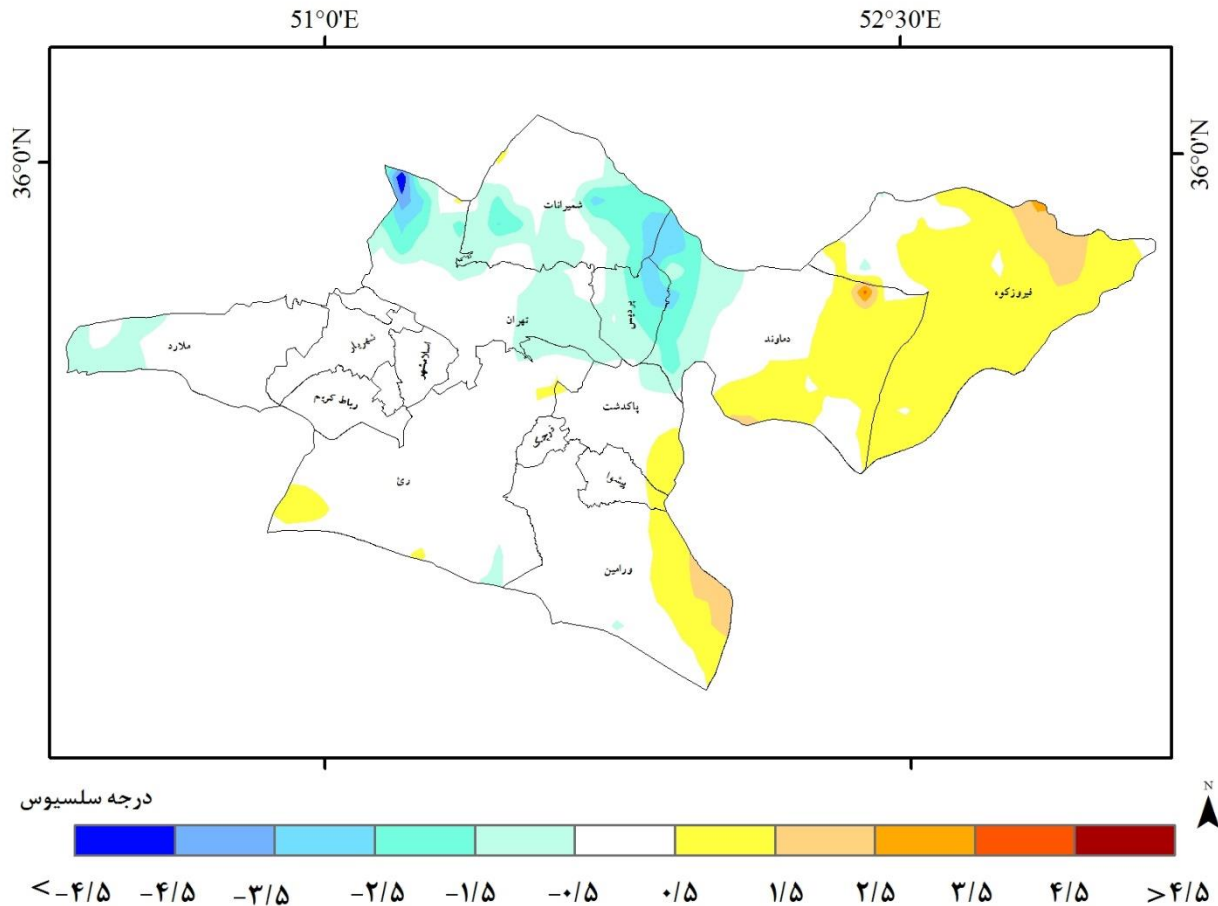 51°0'E 52°30'E
36°0'N 36°0'N
شمیرانات
فیروزکوه
پردیس
تهران
دماوند
ملارد
شهریار
اسلامشهر
رباط کریم
پاکدشت
قرچک
ری
پیشوا
ورامین
درجه سلسیوس
N
< -۴/۵ -۴/۵ -۳/۵ -۲/۵ -۱/۵ -۰/۵ ۰/۵ ۱/۵ ۲/۵ ۳/۵ ۴/۵ >۴/۵